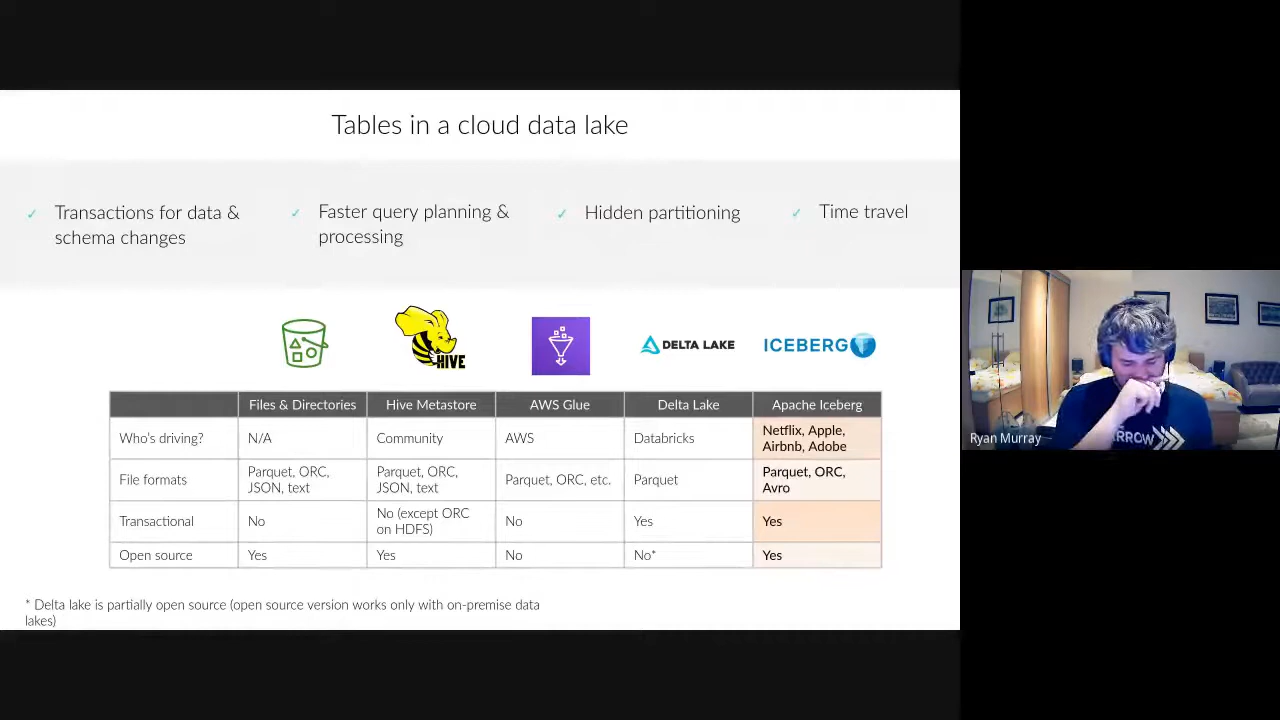 Tables in a cloud data lake
✓ Transactions for data &
schema changes
✓ Faster query planning &
processing
✓ Hidden partitioning
✓ Time travel
HIVE
DELTA LAKE
ICEBERG
Files & Directories Hive Metastore AWS Glue Delta Lake Apache Iceberg
Who's driving? N/A Community AWS Databricks Netflix, Apple,
Airbnb, Adobe
File formats Parquet, ORC,
JSON, text
Parquet, ORC,
JSON, text
Parquet, ORC, etc. Parquet Parquet, ORC,
Avro
Transactional No No (except ORC
on HDFS)
No Yes Yes
Open source Yes Yes No No* Yes
* Delta lake is partially open source (open source version works only with on-premise data
lakes)
Ryan Murray